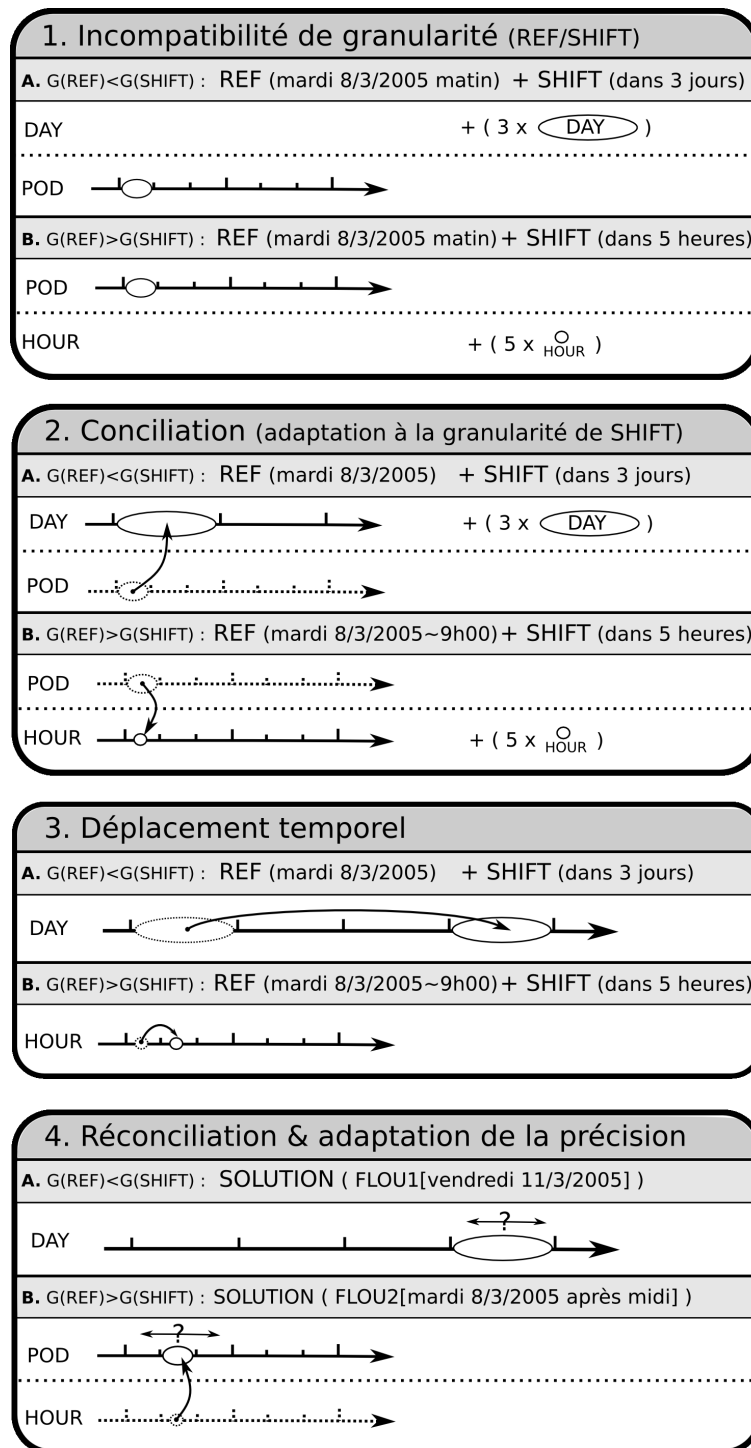 1. Incompatibilité de granularité (REF/SHIFT)
A. G(REF)<G(SHIFT) : REF (mardi 8/3/2005 matin) + SHIFT (dans 3 jours)
DAY + ( 3 x DAY )
POD
B. G(REF)>G(SHIFT) : REF (mardi 8/3/2005 matin) + SHIFT (dans 5 heures)
POD
HOUR + ( 5 x HOUR )
2. Conciliation (adaptation à la granularité de SHIFT)
A. G(REF)<G(SHIFT) : REF (mardi 8/3/2005) + SHIFT (dans 3 jours)
DAY + ( 3 x DAY )
POD
B. G(REF)>G(SHIFT) : REF (mardi 8/3/2005~9h00) + SHIFT (dans 5 heures)
POD
HOUR + ( 5 x HOUR )
3. Déplacement temporel
A. G(REF)<G(SHIFT) : REF (mardi 8/3/2005) + SHIFT (dans 3 jours)
DAY
B. G(REF)>G(SHIFT) : REF (mardi 8/3/2005~9h00) + SHIFT (dans 5 heures)
HOUR
4. Réconciliation & adaptation de la précision
A. G(REF)<G(SHIFT) : SOLUTION ( FLOU1[vendredi 11/3/2005] )
?
DAY
B. G(REF)>G(SHIFT) : SOLUTION ( FLOU2[mardi 8/3/2005 après midi] )
?
POD
HOUR